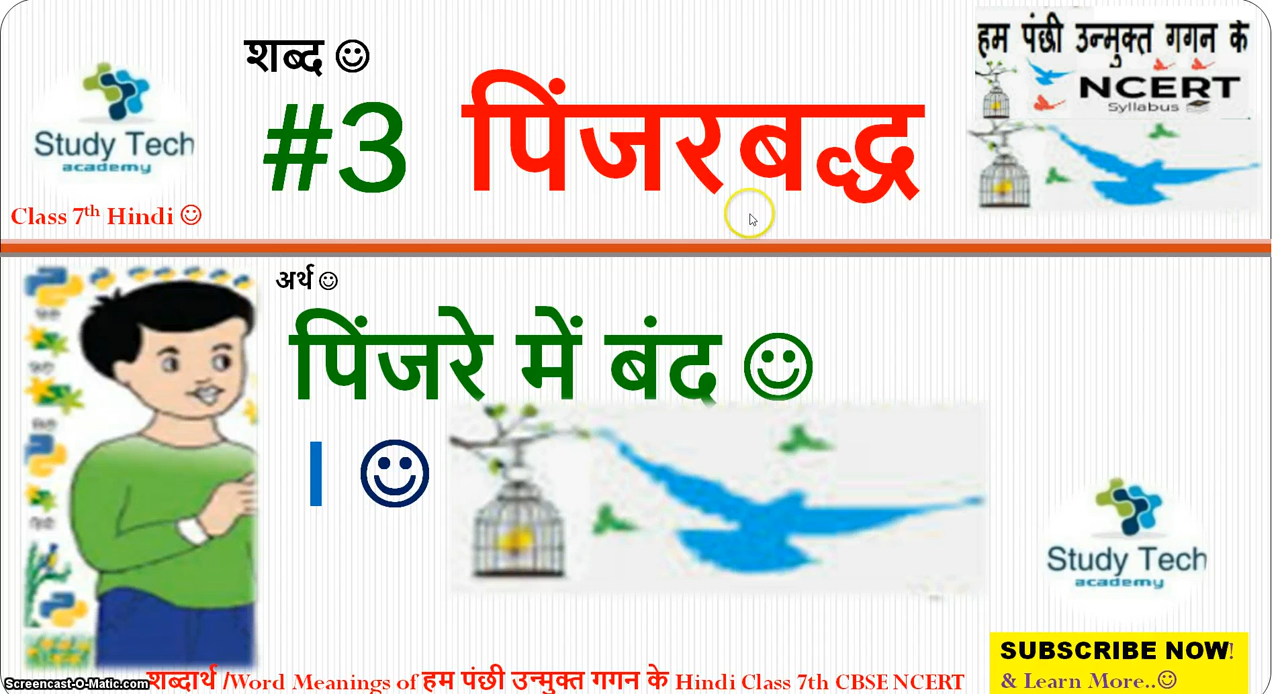 शब्द ☺
#3 पिंजरबद्ध
Study Tech
academy
Class 7th Hindi ☺
हम पंछी उन्मुक्त गगन के
NCERT
Syllabus
अर्थ ☺
पिंजरे में बंद ☺
। ☺
Study Tech
academy
SUBSCRIBE NOW!
& Learn More..☺
शब्दार्थ /Word Meanings of हम पंछी उन्मुक्त गगन के Hindi Class 7th CBSE NCERT
Screencast-O-Matic.com